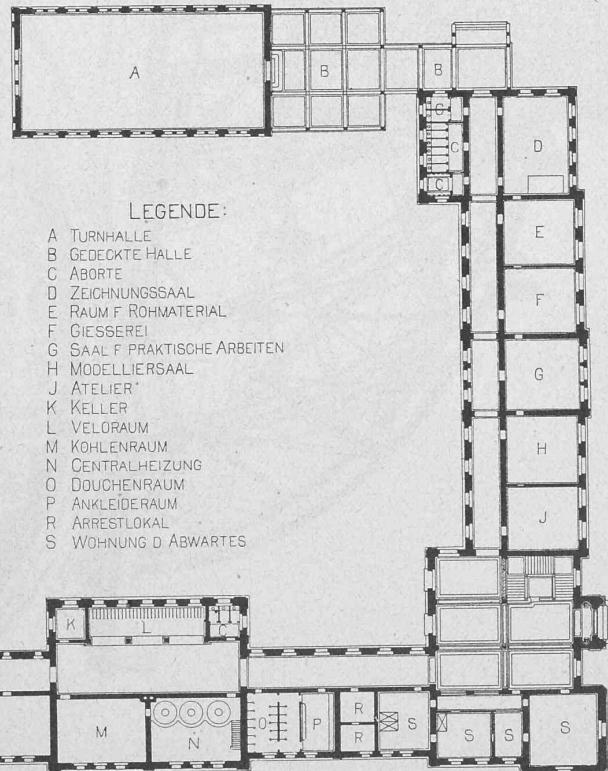 A
B
B
C
C
C
D
E
F
G
H
J
LEGENDE:
A TURNHALLE
B GEDECKTE HALLE
C ABORTE
D ZEICHNUNGSSAAL
E RAUM F ROHMATERIAL
F GIESSEREI
G SAAL F PRAKTISCHE ARBEITEN
H MODELLIERSAAL
J ATELIER
K KELLER
L VELORAUM
M KOHLENRAUM
N CENTRALHEIZUNG
O DOUCHENRAUM
P ANKLEIDERAUM
R ARRESTLOKAL
S WOHNUNG D ABWARTES
K
L
C
M
N
O
P
R
R
S
S
S
S